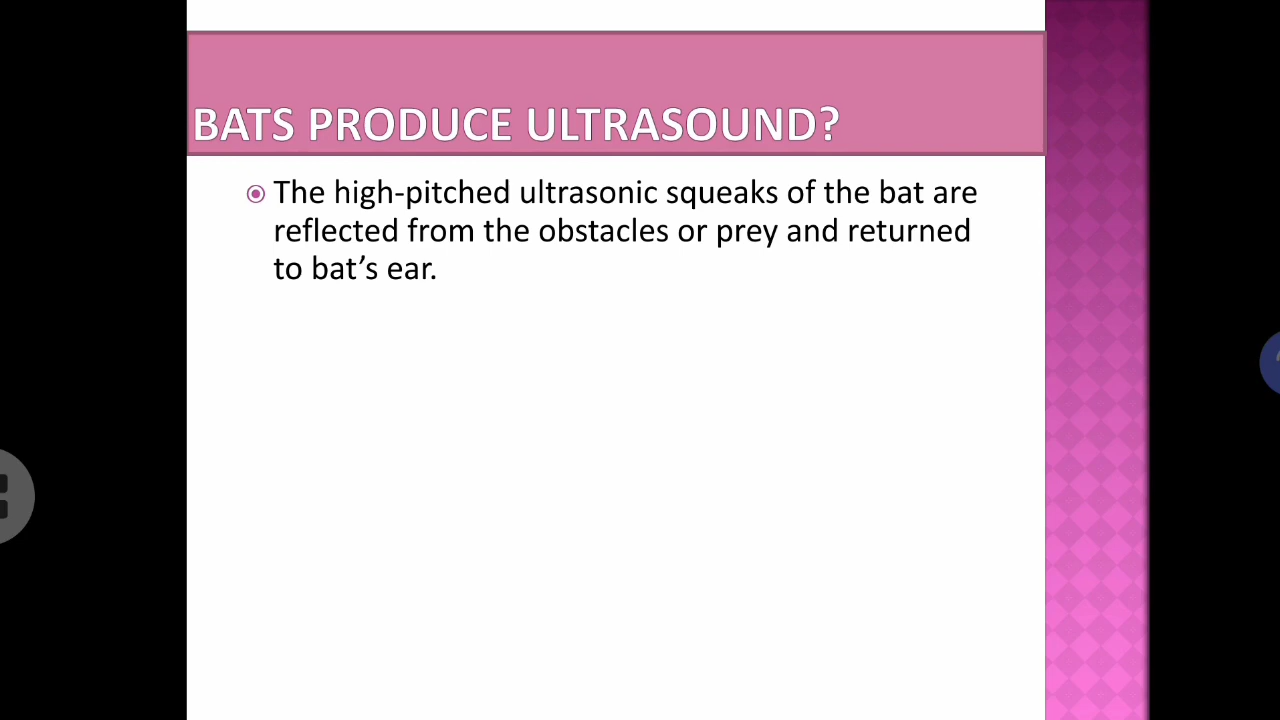 BATS PRODUCE ULTRASOUND?
The high-pitched ultrasonic squeaks of the bat are
reflected from the obstacles or prey and returned
to bat’s ear.